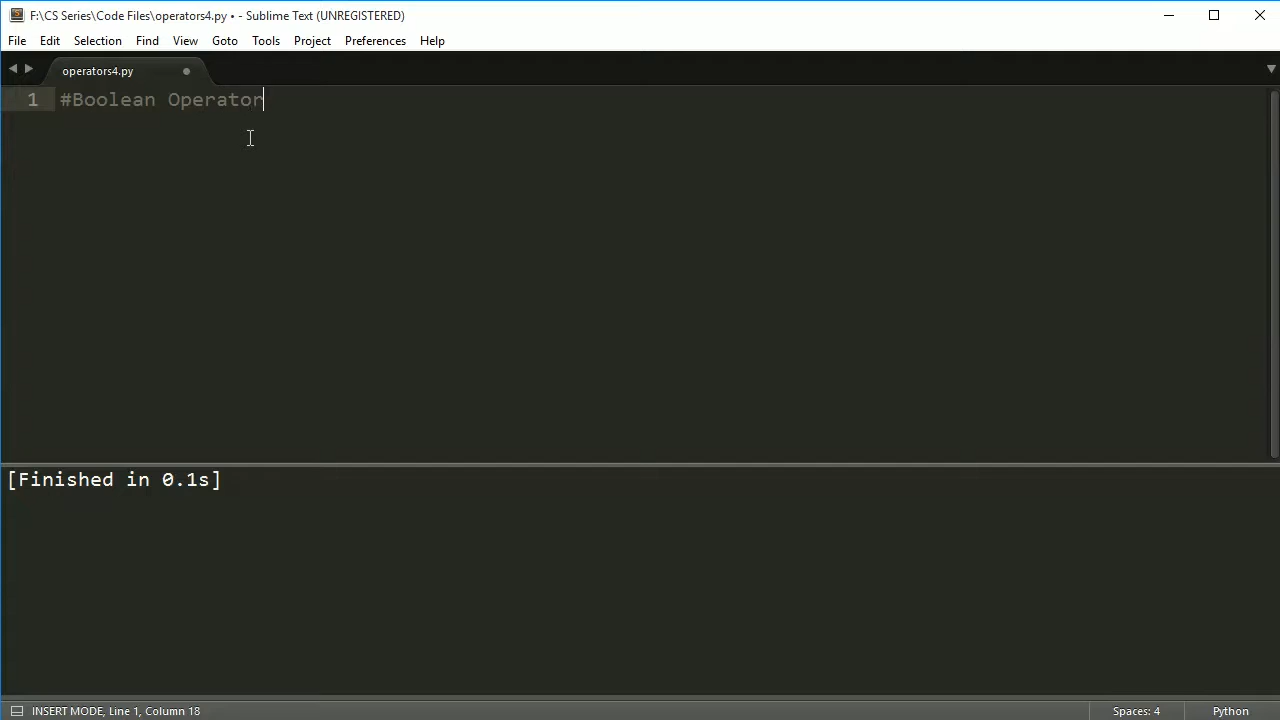 F:\CS Series\Code Files\operators4.py • - Sublime Text (UNREGISTERED)
File Edit Selection Find View Goto Tools Project Preferences Help
operators4.py
1 #Boolean Operator
[Finished in 0.1s]
INSERT MODE, Line 1, Column 18 Spaces: 4 Python